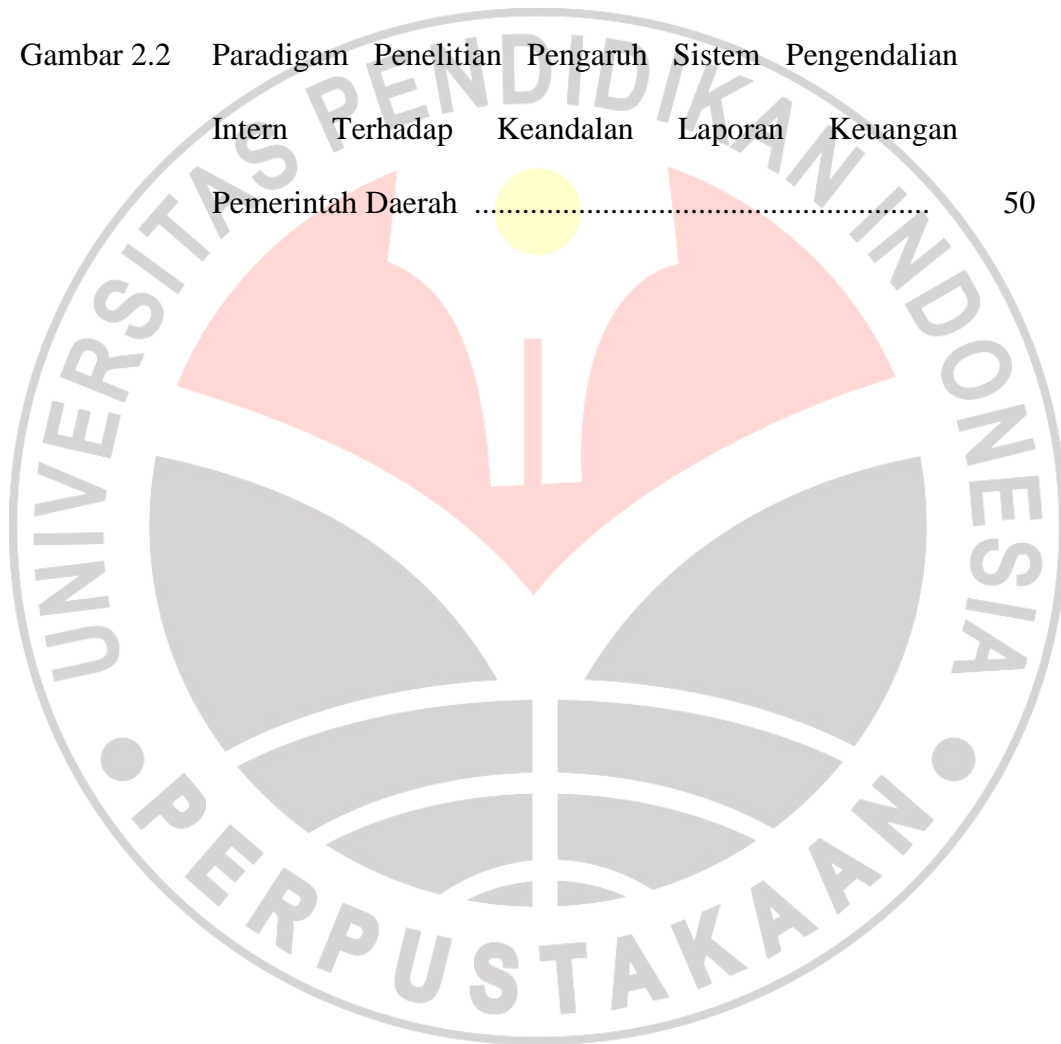 Gambar 2.2 Paradigam Penelitian Pengaruh Sistem Pengendalian
Intern Terhadap Keandalan Laporan Keuangan
Pemerintah Daerah ......................................................... 50
UNIVERSITAS PENDIDIKAN INDONESIA
PERPUSTAKAAN